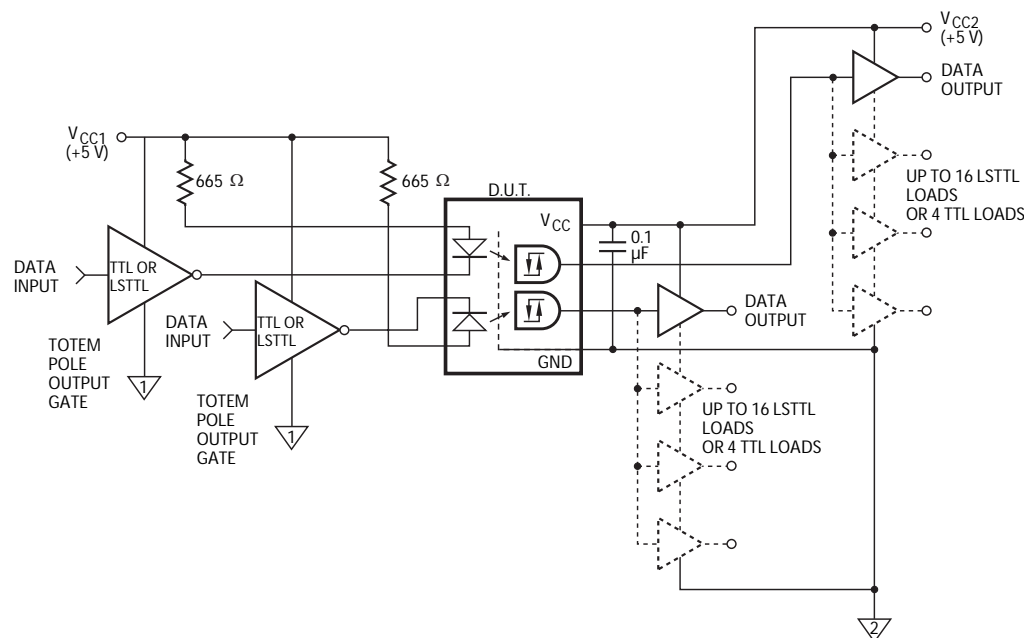 V CC2
(+5 V)
DATA
OUTPUT
V CC1
(+5 V)
665 Ω
665 Ω
D.U.T.
UP TO 16 LSTTL
LOADS
OR 4 TTL LOADS
V CC
0.1
µF
DATA
INPUT
TTL OR
LSTTL
DATA
INPUT
TTL OR
LSTTL
DATA
OUTPUT
GND
TOTEM
POLE
OUTPUT
GATE
1
TOTEM
POLE
OUTPUT
GATE
1
UP TO 16 LSTTL
LOADS
OR 4 TTL LOADS
2